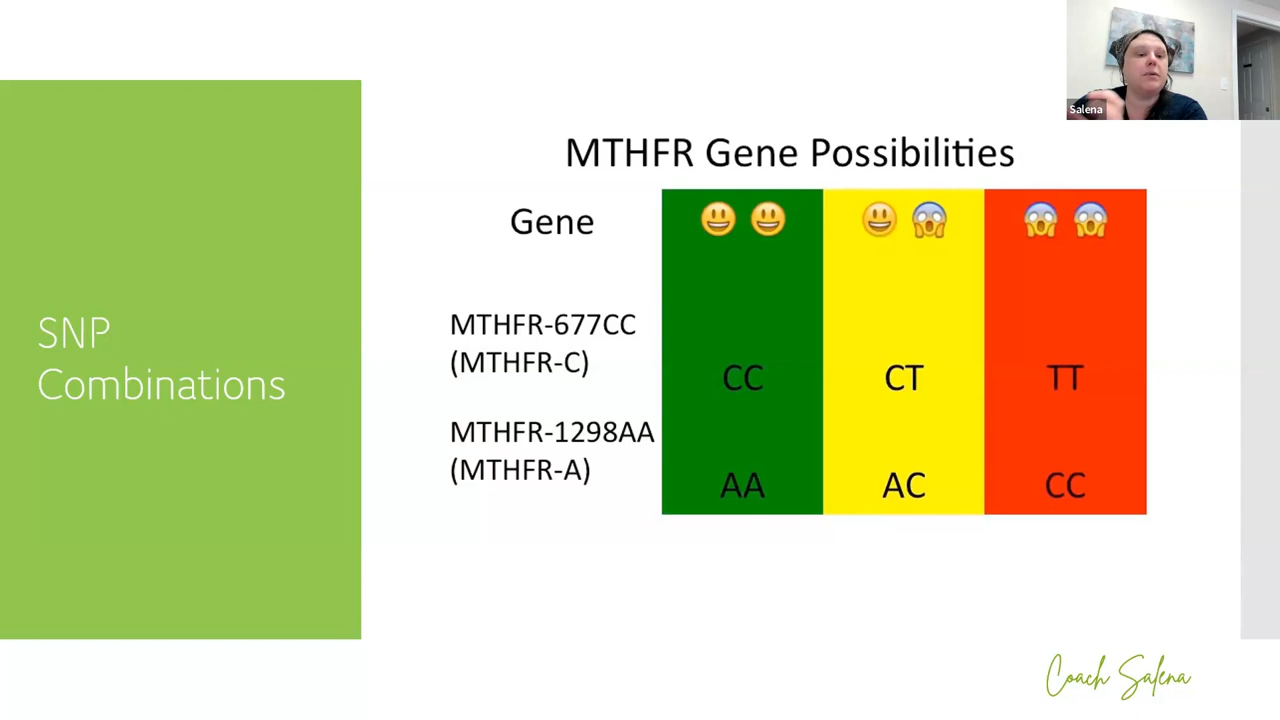 Salena
MTHFR Gene Possibilities
Gene
SNP
Combinations
MTHFR-677CC
(MTHFR-C)
CC CT TT
MTHFR-1298AA
(MTHFR-A)
AA AC CC
Coach Salena